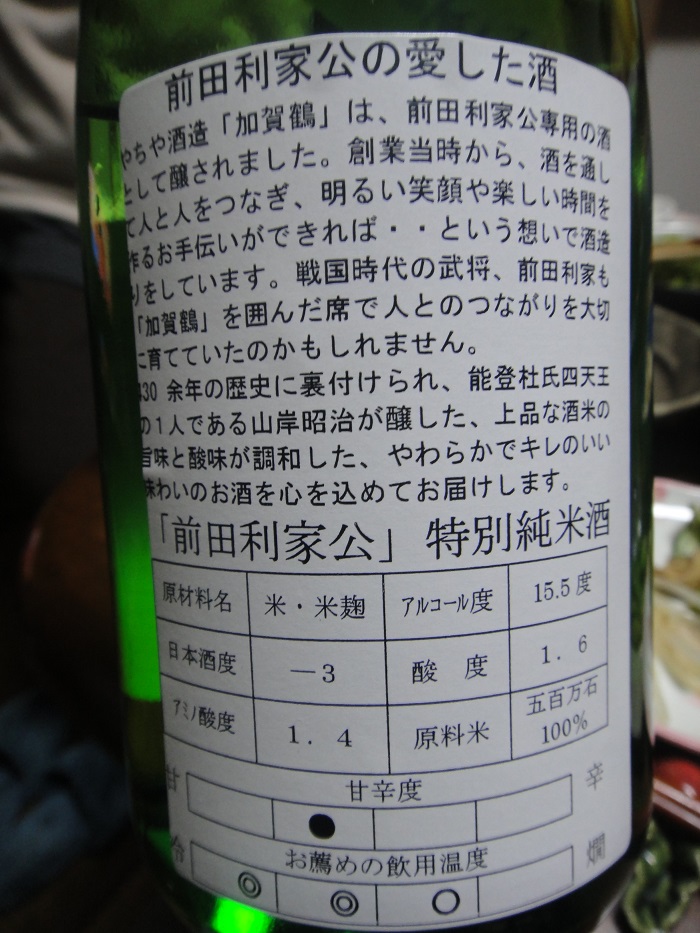 前田利家公の愛した酒
やちや酒造「加賀鶴」は、前田利家公専用の酒
として醸されました。創業当時から、酒を通し
て人と人をつなぎ、明るい笑顔や楽しい時間を
作るお手伝いができれば・・という想いで酒造
りをしています。戦国時代の武将、前田利家も
「加賀鶴」を囲んだ席で人とのつながりを大切
に育てていたのかもしれません。
330 余年の歴史に裏付けられ、能登杜氏四天王
の1人である山岸昭治が醸した、上品な酒米の
旨味と酸味が調和した、やわらかでキレのいい
味わいのお酒を心を込めてお届けします。
「前田利家公」 特別純米酒
原材料名 米・米麹 アルコール度 15.5度
日本酒度 —3 酸 度 1. 6
アミノ酸度 1. 4 原料米 五百万石
100%
甘 甘辛度 辛
●
冷 お薦めの飲用温度 燗
◎ ◎ ○